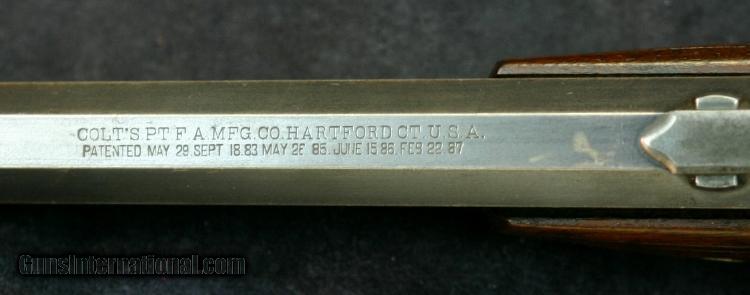 COLT'S PT. F. A. MFG. CO. HARTFORD CT. U.S.A.
PATENTED MAY 29. SEPT 18.83 MAY 26 85. JUNE 15 86. FEB 22. 87
GunsInternational.com